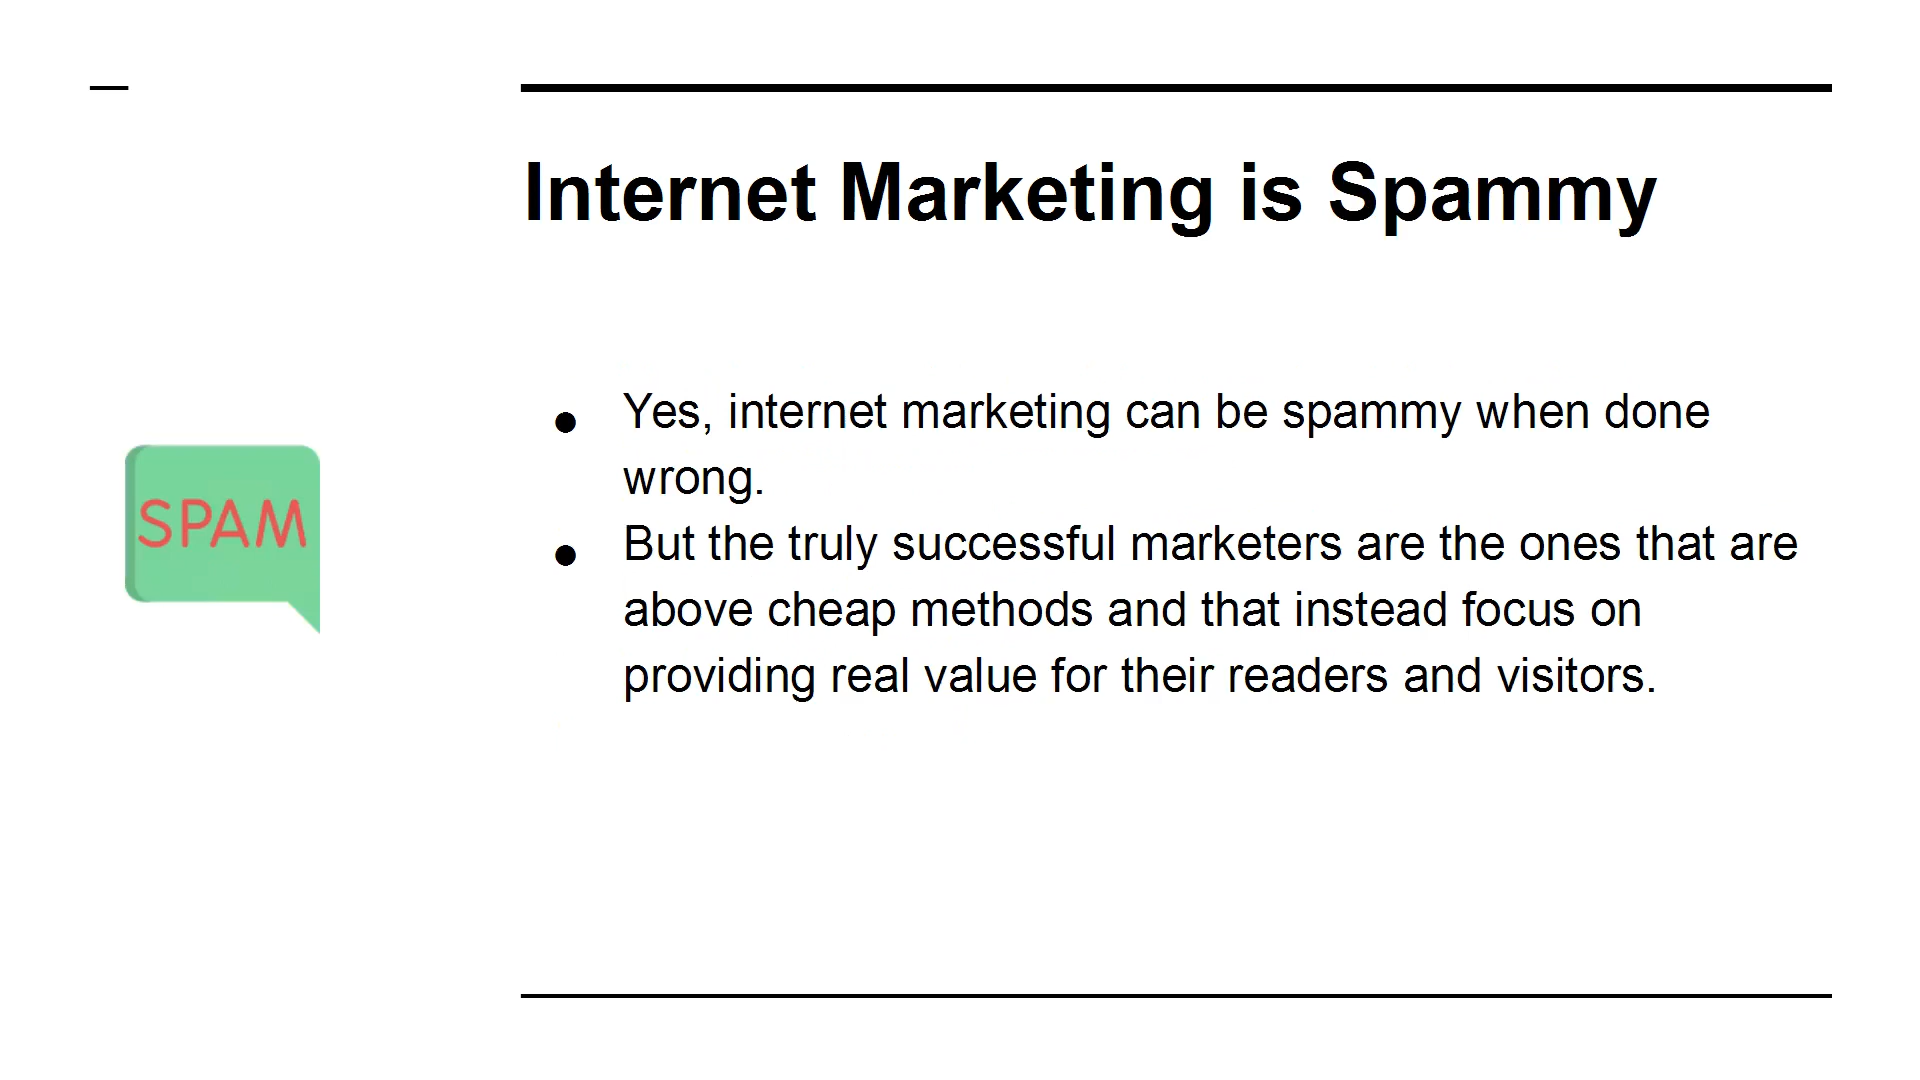 Internet Marketing is Spammy
SPAM
● Yes, internet marketing can be spammy when done
wrong.
● But the truly successful marketers are the ones that are
above cheap methods and that instead focus on
providing real value for their readers and visitors.